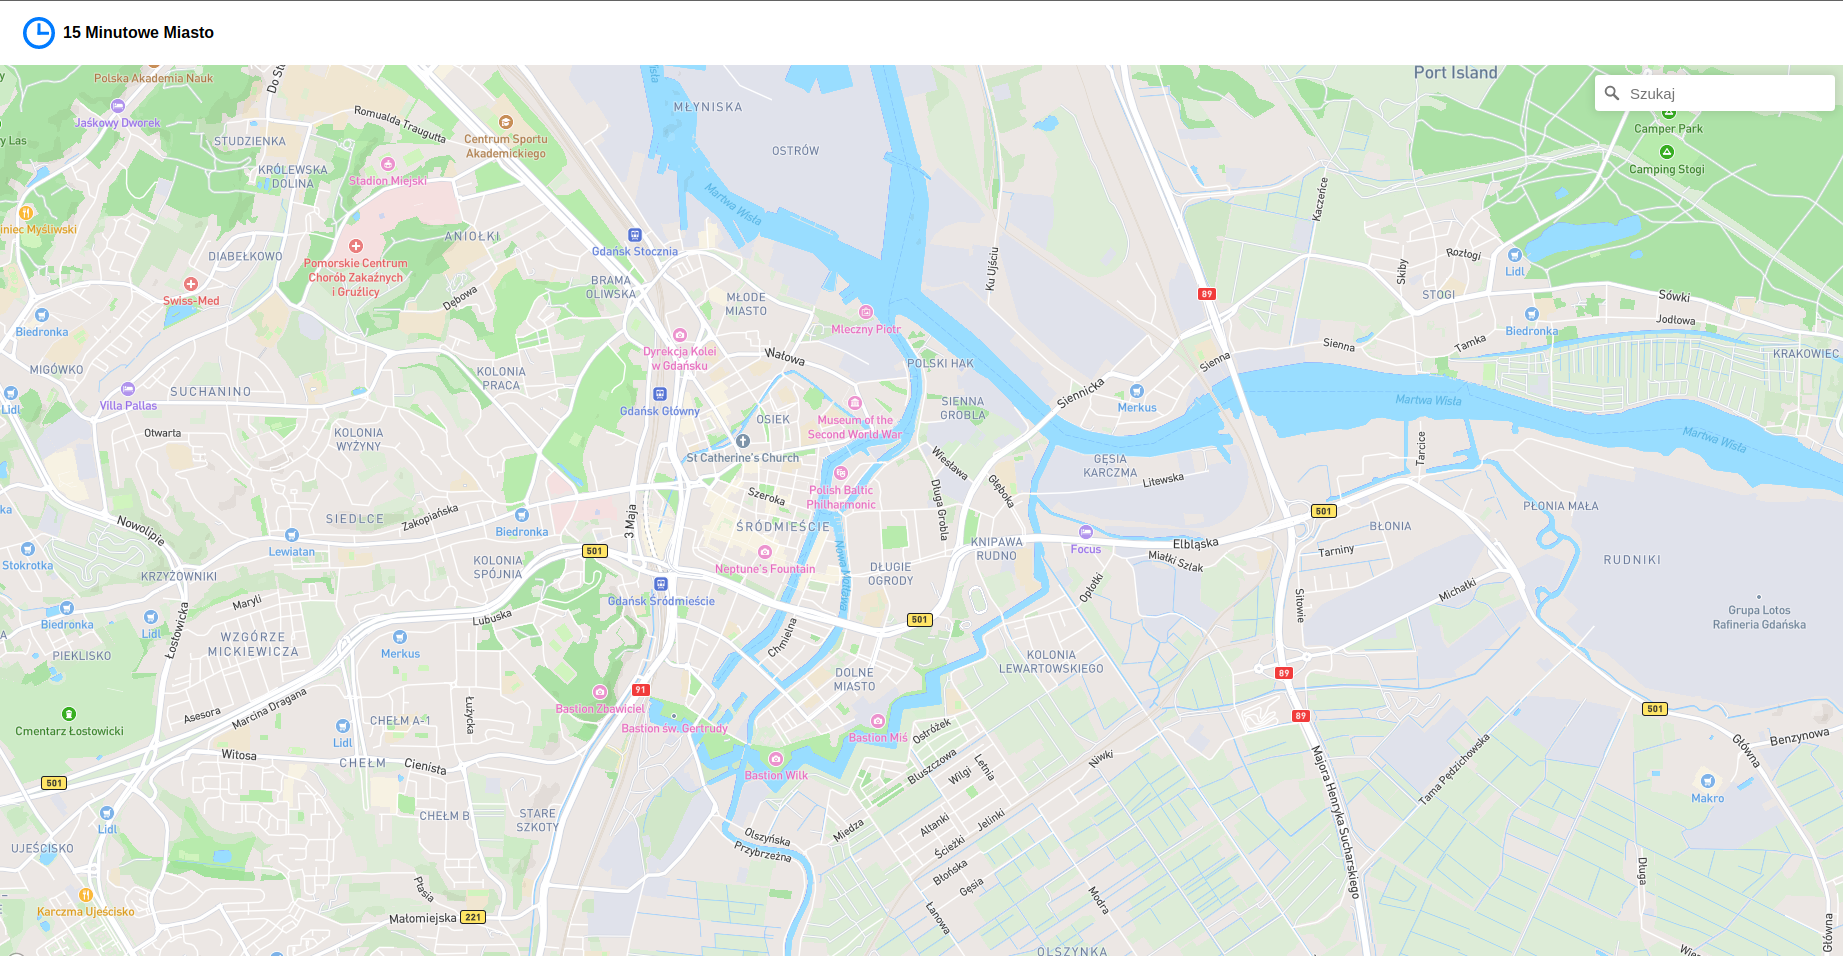 15 Minutowe Miasto
Szukaj
Port Island
Polska Akademia Nauk
Do Stu
Jaśkowy Dworek
Romualda Traugutta
Centrum Sportu
Akademickiego
MŁYNISKA
Martwa Wisła
OSTRÓW
Camper Park
Camping Stogi
y Las
STUDZIENKA
KRÓLEWSKA
DOLINA
Stadion Miejski
Kaczeńce
iniec Myśliwski
ANIOŁKI
DIABEŁKOWO
Pomorskie Centrum
Chorób Zakaźnych
i Gruźlicy
Gdańsk Stocznia
Ku Ujściu
Skiby
Roztogi
Lidl
Swiss-Med
Dębowa
BRAMA
OLIWSKA
MŁODE
MIASTO
89
STOGI
Sówki
Jodłowa
Biedronka
Mleczny Piotr
Biedronka
Tamka
Sienna
Sienna
KRAKOWIEC
MIGÓWKO
Dyrekcja Kolei
w Gdańsku
Wałowa
POLSKI HAK
KOLONIA
PRACA
SUCHANINO
Villa Pallas
Lidl
Gdańsk Główny
Siennicka
Merkus
Martwa Wisła
SIENNA
GROBLA
OSIEK
Museum of the
Second World War
Otwarta
KOLONIA
WYŻYNY
St Catherine's Church
Wiesława
GĘSIA
KARCZMA
Tarcice
Martwa Wisła
Litewska
Głęboka
Długa Grobla
Polish Baltic
Philharmonic
Szeroka
PŁONIA MAŁA
ka
Nowolipie
SIEDLCE
Zakopiańska
Biedronka
3 Maja
ŚRÓDMIEŚCIE
501
BŁONIA
Lewiatan
Stokrotka
501
KOLONIA
SPÓJNIA
Neptune's Fountain
Nowa Motława
DŁUGIE
OGRODY
KNIPAWA
RUDNO
Focus
Elbląska
Miałki Szlak
Tarniny
RUDNIKI
KRZYŻOWNIKI
Gdańsk Śródmieście
Opłotki
Sitowie
Michałki
Grupa Lotos
Rafineria Gdańska
Biedronka
Lidl
Łostowicka
Maryli
Lubuska
501
WZGÓRZE
MICKIEWICZA
Merkus
Chmielna
PIEKLISKO
KOLONIA
LEWARTOWSKIEGO
DOLNE
MIASTO
89
Bastion Zbawiciel
91
Bastion św. Gertrudy
Bastion Miś
89
501
Cmentarz Łostowicki
Asesora
Marcina Dragana
CHEŁM A-1
Łużycka
Lidl
Ostróżek
Główna
Benzynowa
Witosa
CHEŁM
Cienista
Bastion Wilk
Bluszczowa
Wilgi
Letnia
Niwki
Tama Pędzichowska
501
Majora Henryka Sucharskiego
Makro
Lidl
CHEŁM B
STARE
SZKOTY
Miedza
Altanki
Jelinki
Ścieżki
UJEŚCISKO
Olszyńska
Przybrzeżna
Błońska
Gęsia
Długa
Karczma Ujeścisko
Ptasia
Małomiejska
221
Łanowa
Modra
OLSZYNKA
Główna